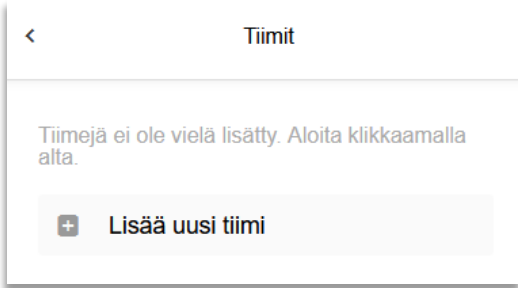 Tiimit
Tiimejä ei ole vielä lisätty. Aloita klikkaamalla
alta.
Lisää uusi tiimi